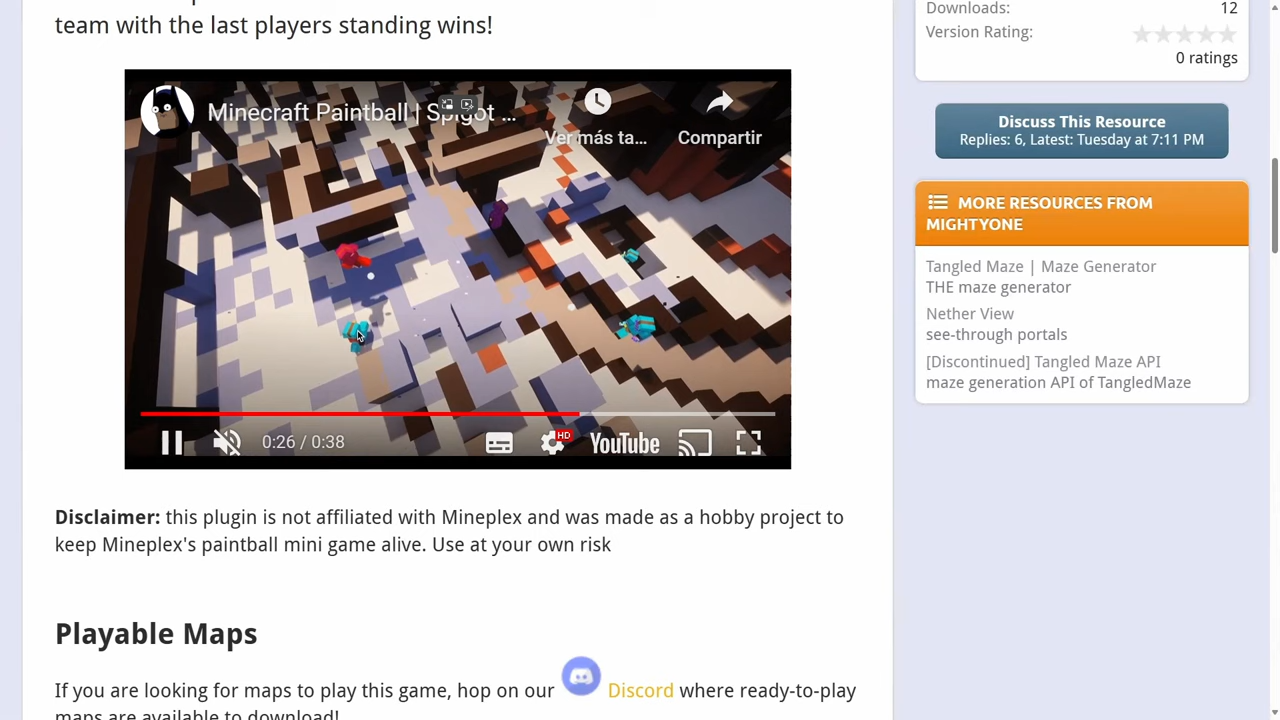 team with the last players standing wins!
Minecraft Paintball | Spigot ...
Ver más ta...
Compartir
0:26 / 0:38
HD
YouTube
Disclaimer: this plugin is not affiliated with Mineplex and was made as a hobby project to
keep Mineplex's paintball mini game alive. Use at your own risk
Playable Maps
If you are looking for maps to play this game, hop on our Discord where ready-to-play
maps are available to download!
Downloads: 12
Version Rating:
0 ratings
Discuss This Resource
Replies: 6, Latest: Tuesday at 7:11 PM
MORE RESOURCES FROM
MIGHTYONE
Tangled Maze | Maze Generator
THE maze generator
Nether View
see-through portals
[Discontinued] Tangled Maze API
maze generation API of TangledMaze